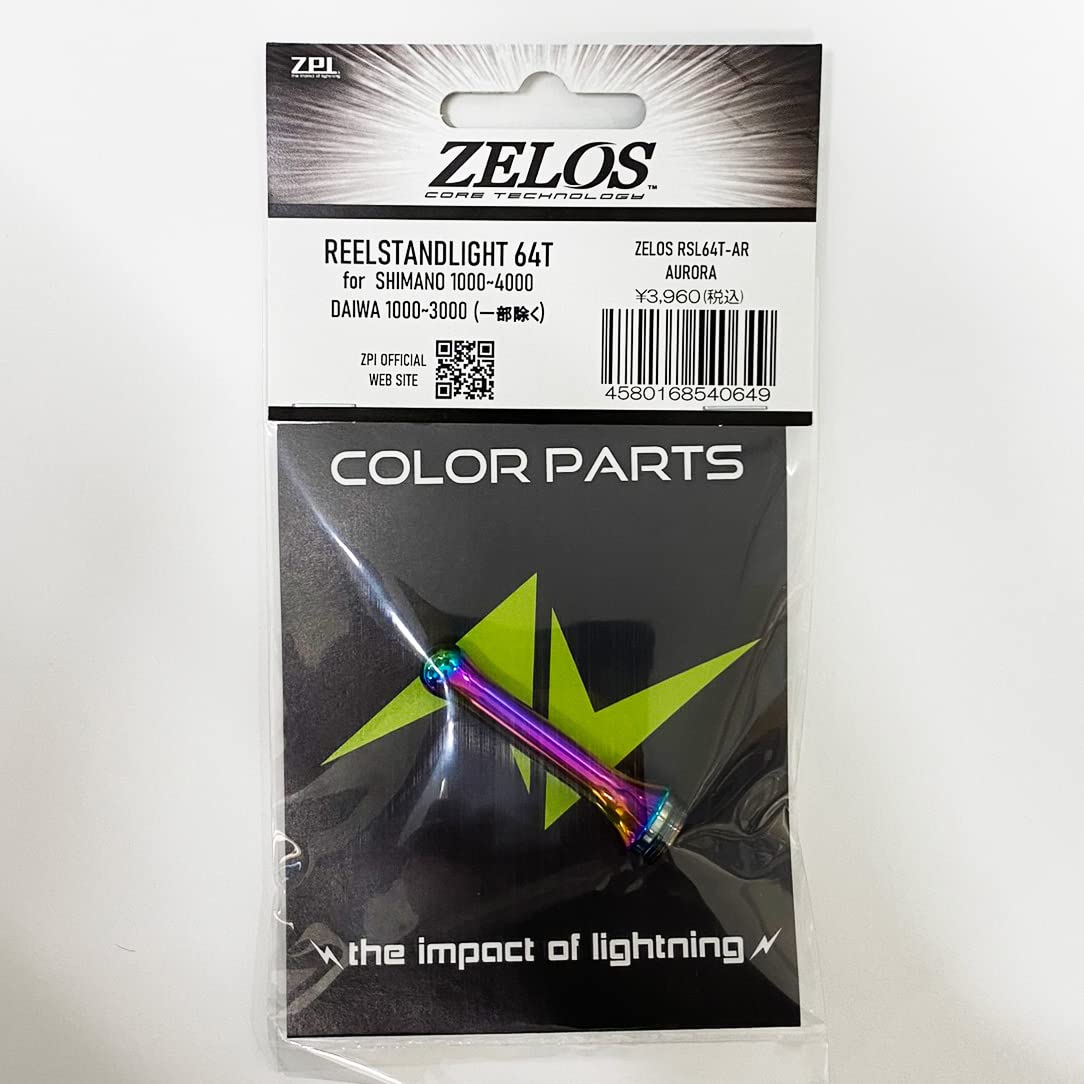 ZPI
the impact of lightning
ZELOS™
CORE TECHNOLOGY
REELSTANDLIGHT 64T
for SHIMANO 1000~4000
DAIWA 1000~3000 (一部除く)
ZPI OFFICIAL
WEB SITE
ZELOS RSL64T-AR
AURORA
¥3,960(税込)
4580168540649
COLOR PARTS
the impact of lightning